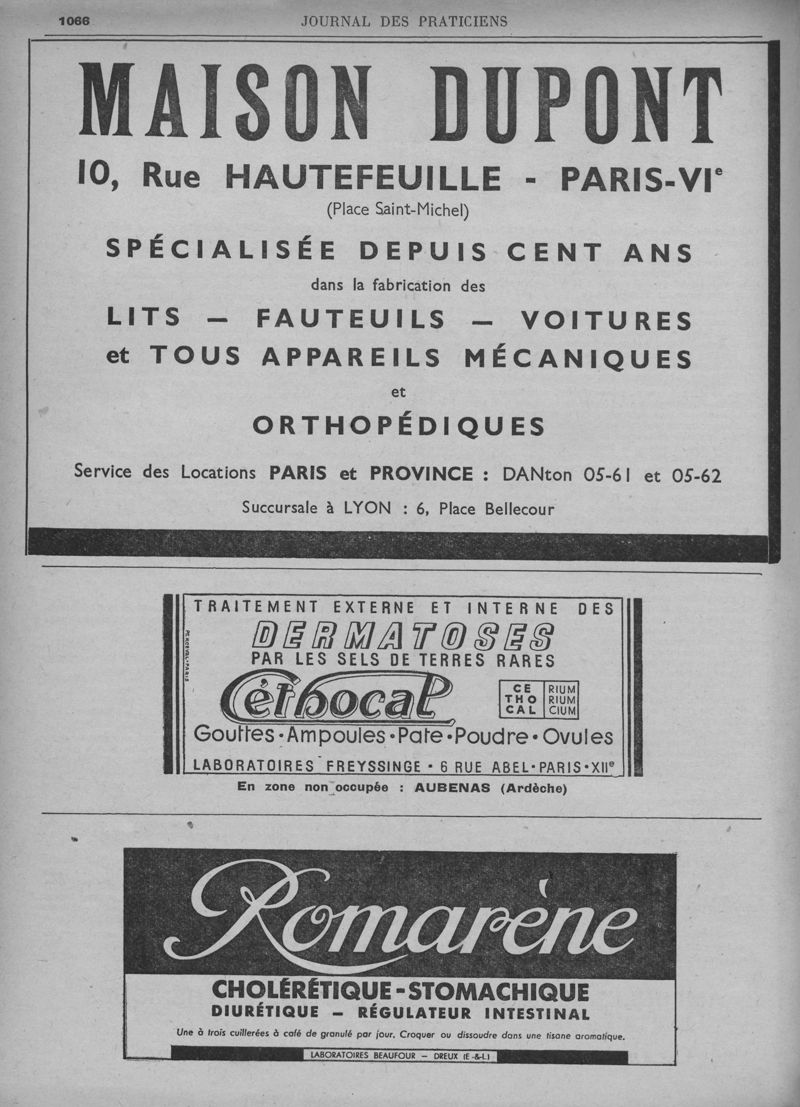 1066
JOURNAL DES PRATICIENS
MAISON DUPONT
10, Rue HAUTEFEUILLE - PARIS-VIe
(Place Saint-Michel)
SPÉCIALISÉE DEPUIS CENT ANS
dans la fabrication des
LITS — FAUTEUILS — VOITURES
et TOUS APPAREILS MÉCANIQUES
et
ORTHOPÉDIQUES
Service des Locations PARIS et PROVINCE : DANton 05-61 et 05-62
Succursale à LYON : 6, Place Bellecour
TRAITEMENT EXTERNE ET INTERNE DES
DERMATOSES
PAR LES SELS DE TERRES RARES
Céthocal
CE RIUM
THO RIUM
CAL CIUM
Gouttes • Ampoules • Pate • Poudre • Ovules
LABORATOIRES FREYSSINGE • 6 RUE ABEL • PARIS • XIIe
En zone non occupée : AUBENAS (Ardèche)
Romarène
CHOLÉRÉTIQUE - STOMACHIQUE
DIURÉTIQUE — RÉGULATEUR INTESTINAL
Une à trois cuillerées à café de granulé par jour. Croquer ou dissoudre dans une tisane aromatique.
LABORATOIRES BEAUFOUR — DREUX (E-&-L)